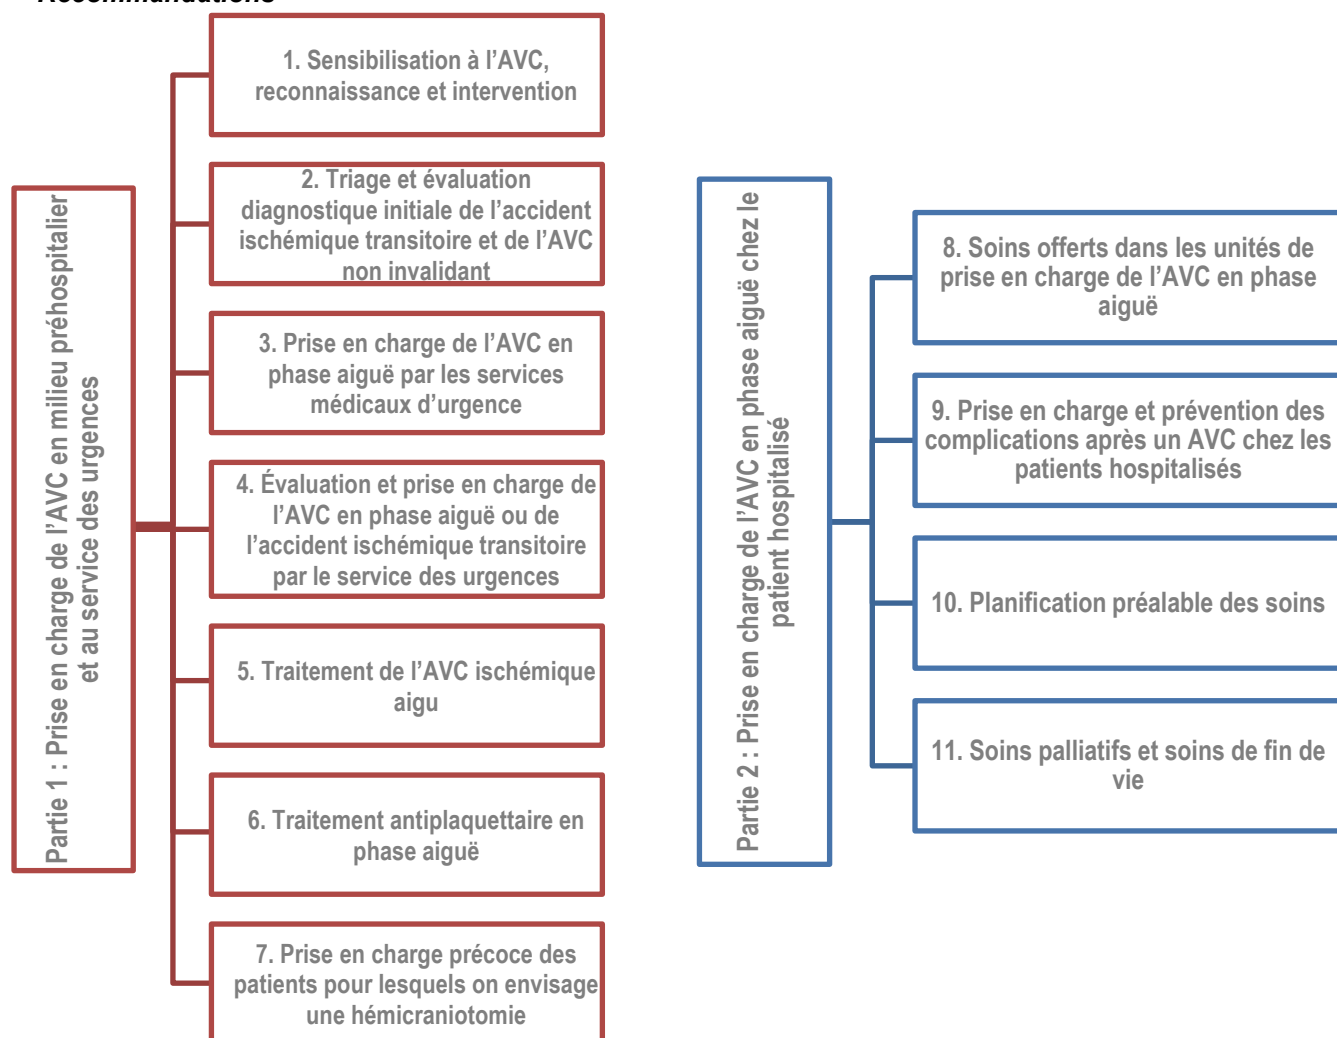 Recommandations
Partie 1 : Prise en charge de l’AVC en milieu préhospitalier
et au service des urgences
1. Sensibilisation à l’AVC,
reconnaissance et intervention
2. Triage et évaluation
diagnostique initiale de l’accident
ischémique transitoire et de l’AVC
non invalidant
3. Prise en charge de l’AVC en
phase aiguë par les services
médicaux d’urgence
4. Évaluation et prise en charge de
l’AVC en phase aiguë ou de
l’accident ischémique transitoire
par le service des urgences
5. Traitement de l’AVC ischémique
aigu
6. Traitement antiplaquettaire en
phase aiguë
7. Prise en charge précoce des
patients pour lesquels on envisage
une hémicraniotomie
Partie 2 : Prise en charge de l’AVC en phase aiguë chez le
patient hospitalisé
8. Soins offerts dans les unités de
prise en charge de l’AVC en phase
aiguë
9. Prise en charge et prévention des
complications après un AVC chez les
patients hospitalisés
10. Planification préalable des soins
11. Soins palliatifs et soins de fin de
vie